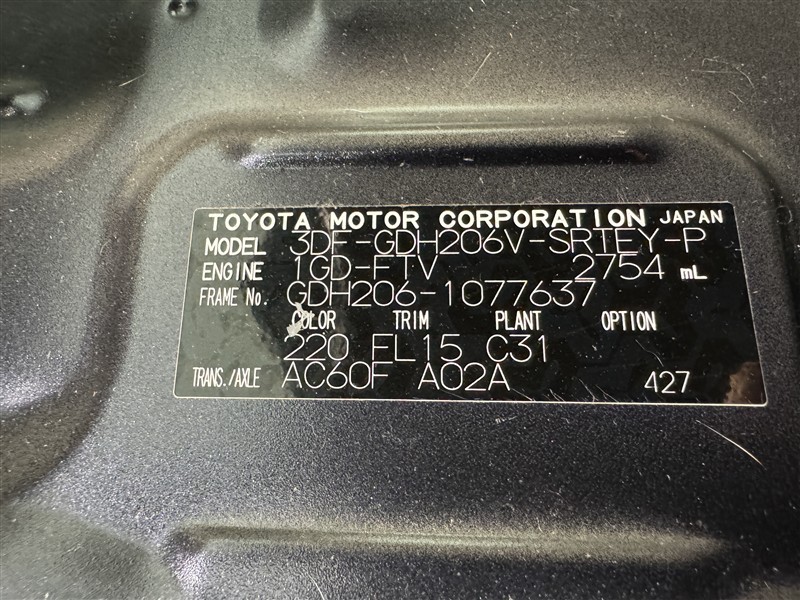 TOYOTA MOTOR CORPORATION JAPAN
MODEL 3DF-GDH206V-SRTEY-P
ENGINE 1GD-FTV 2754 mL
FRAME No. GDH206-1077637
COLOR TRIM PLANT OPTION
220 FL15 C31
TRANS./AXLE AC60F A02A 427